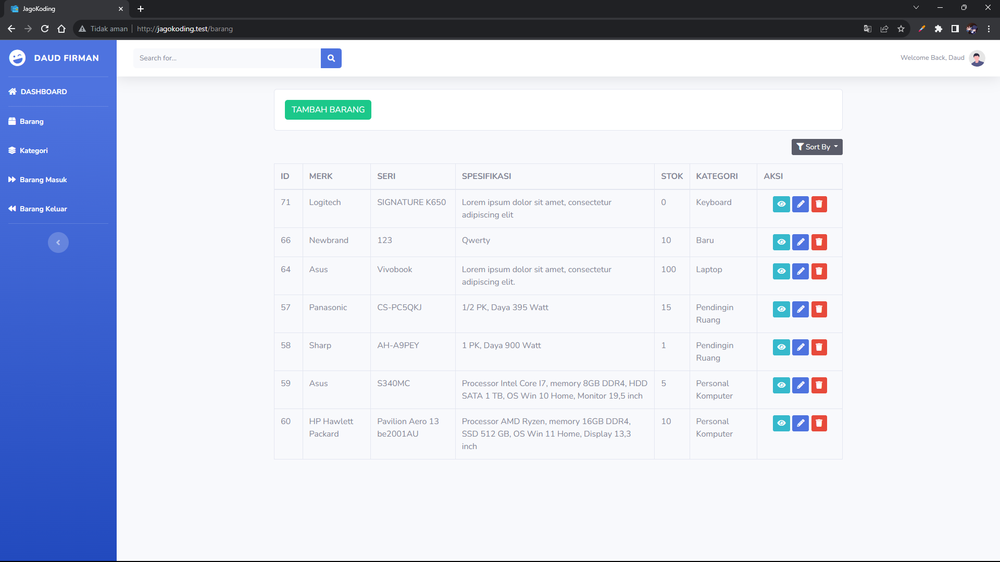 JagoKoding
Tidak aman http://jagokoding.test/barang
DAUD FIRMAN
Search for...
Welcome Back, Daud
DASHBOARD
Barang
Kategori
Barang Masuk
Barang Keluar
TAMBAH BARANG
Sort By
ID MERK SERI SPESIFIKASI STOK KATEGORI AKSI
71 Logitech SIGNATURE K650 Lorem ipsum dolor sit amet, consectetur 0 Keyboard
adipiscing elit
66 Newbrand 123 Qwerty 10 Baru
64 Asus Vivobook Lorem ipsum dolor sit amet, consectetur 100 Laptop
adipiscing elit.
57 Panasonic CS-PC5QKJ 1/2 PK, Daya 395 Watt 15 Pendingin
Ruang
58 Sharp AH-A9PEY 1 PK, Daya 900 Watt 1 Pendingin
Ruang
59 Asus S340MC Processor Intel Core I7, memory 8GB DDR4, HDD 5 Personal
SATA 1 TB, OS Win 10 Home, Monitor 19,5 inch Komputer
60 HP Hawlett Pavilion Aero 13 Processor AMD Ryzen, memory 16GB DDR4, 10 Personal
Packard be2001AU SSD 512 GB, OS Win 11 Home, Display 13,3 Komputer
inch